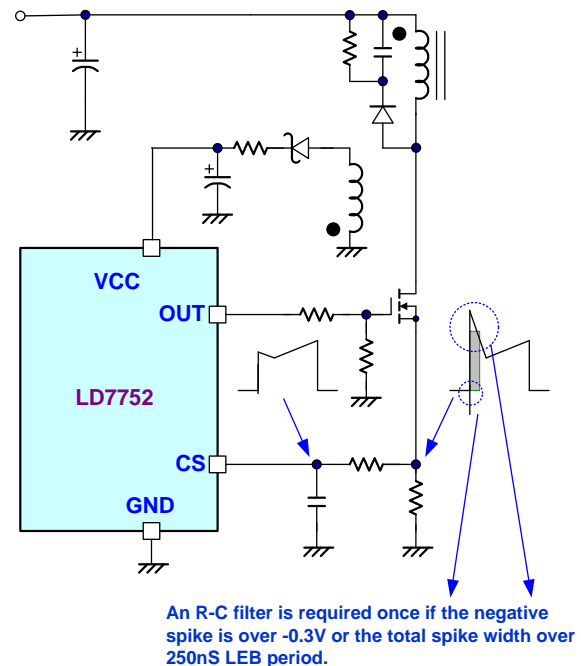 +
+
VCC
OUT
LD7752
CS
GND
An R-C filter is required once if the negative
spike is over -0.3V or the total spike width over
250nS LEB period.